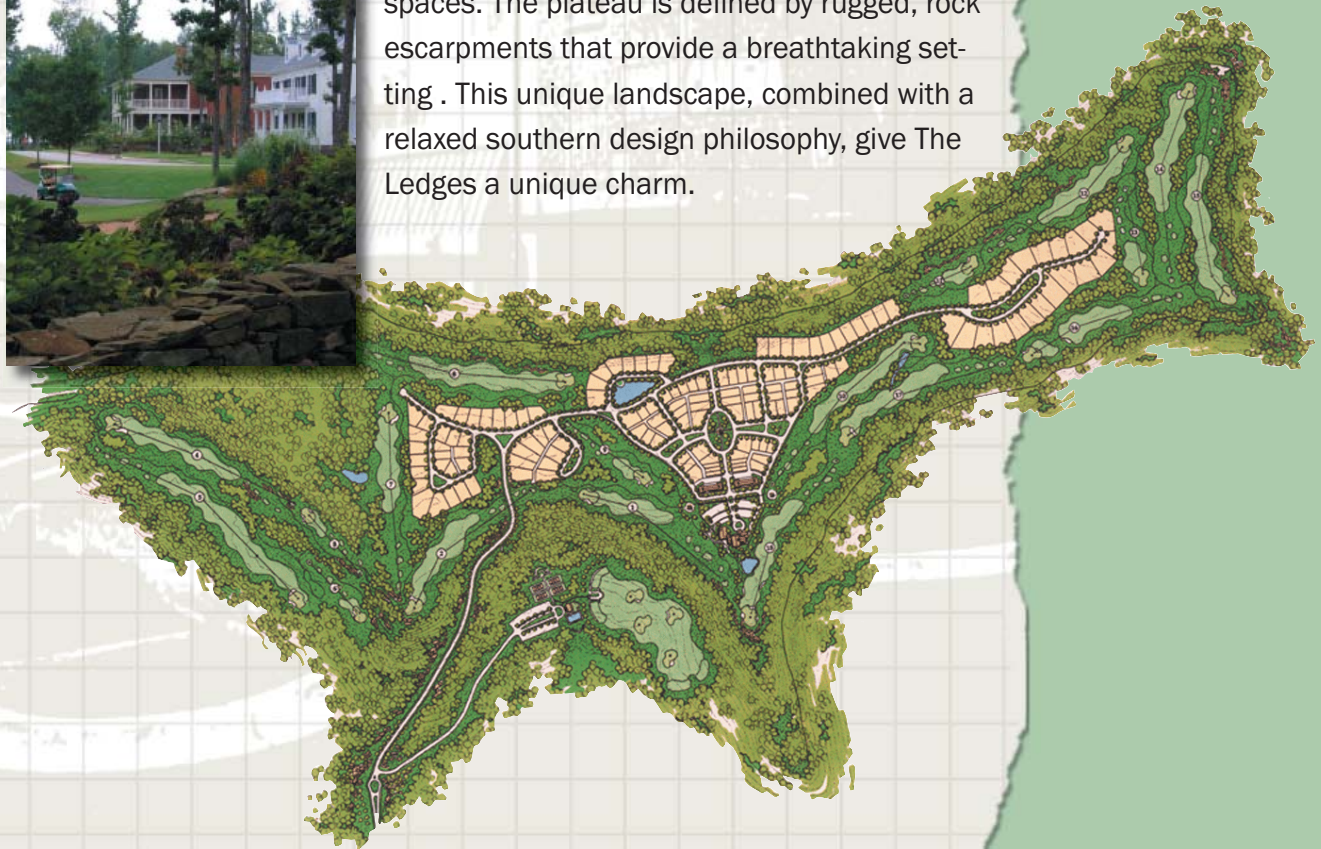 spaces. The plateau is defined by rugged, rock
escarpments that provide a breathtaking set-
ting . This unique landscape, combined with a
relaxed southern design philosophy, give The
Ledges a unique charm.